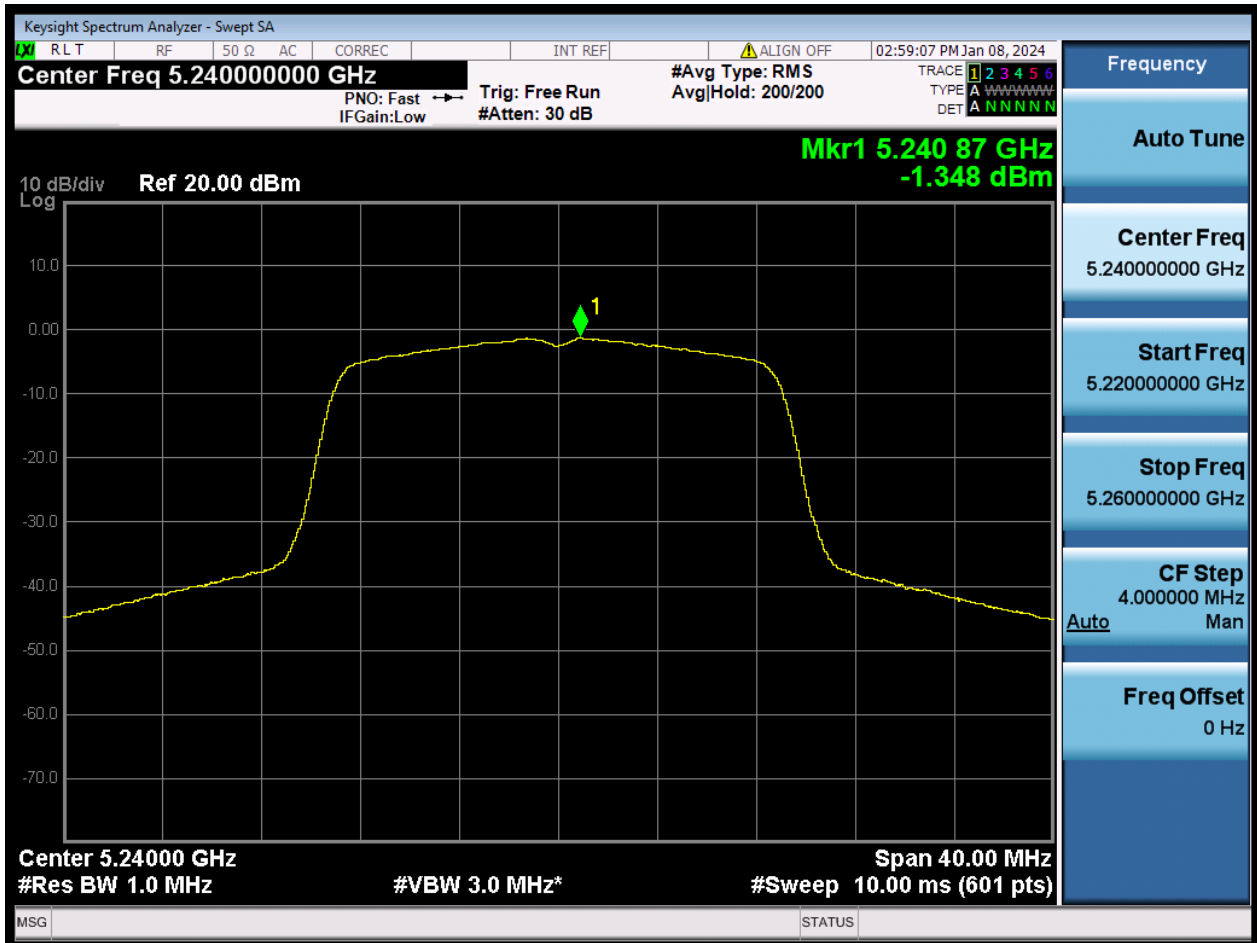 Keysight Spectrum Analyzer - Swept SA
LXI RLT RF 50 Ω AC CORREC INT REF ALIGN OFF 02:59:07 PM Jan 08, 2024
Center Freq 5.240000000 GHz
PNO: Fast
IFGain:Low
Trig: Free Run
#Atten: 30 dB
#Avg Type: RMS
Avg|Hold: 200/200
TRACE 1 2 3 4 5 6
TYPE A WWWWW
DET A N N N N N
Mkr1 5.240 87 GHz
-1.348 dBm
10 dB/div
Log
Ref 20.00 dBm
10.0
0.00
-10.0
-20.0
-30.0
-40.0
-50.0
-60.0
-70.0
1
Center 5.24000 GHz
Span 40.00 MHz
#Res BW 1.0 MHz
#VBW 3.0 MHz*
#Sweep 10.00 ms (601 pts)
MSG
STATUS
Frequency
Auto Tune
Center Freq
5.240000000 GHz
Start Freq
5.220000000 GHz
Stop Freq
5.260000000 GHz
CF Step
4.000000 MHz
Auto Man
Freq Offset
0 Hz